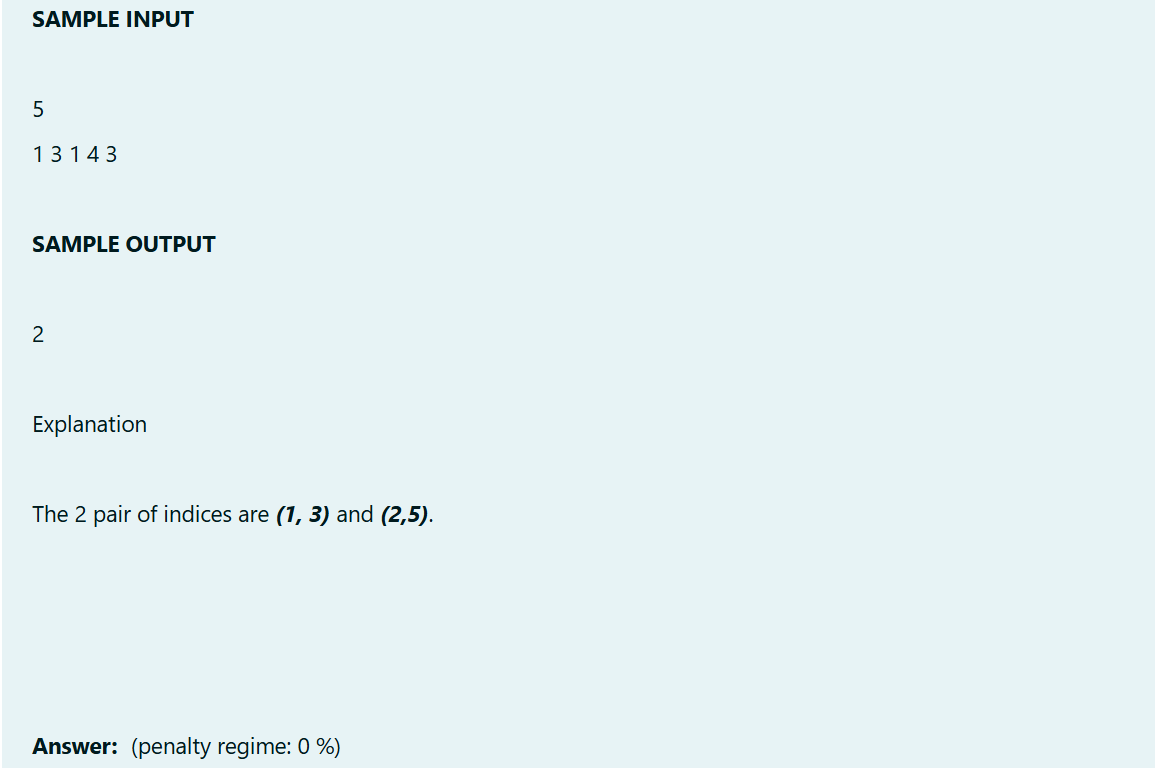 SAMPLE INPUT
5
1 3 1 4 3
SAMPLE OUTPUT
2
Explanation
The 2 pair of indices are (1, 3) and (2,5).
Answer: (penalty regime: 0 %)